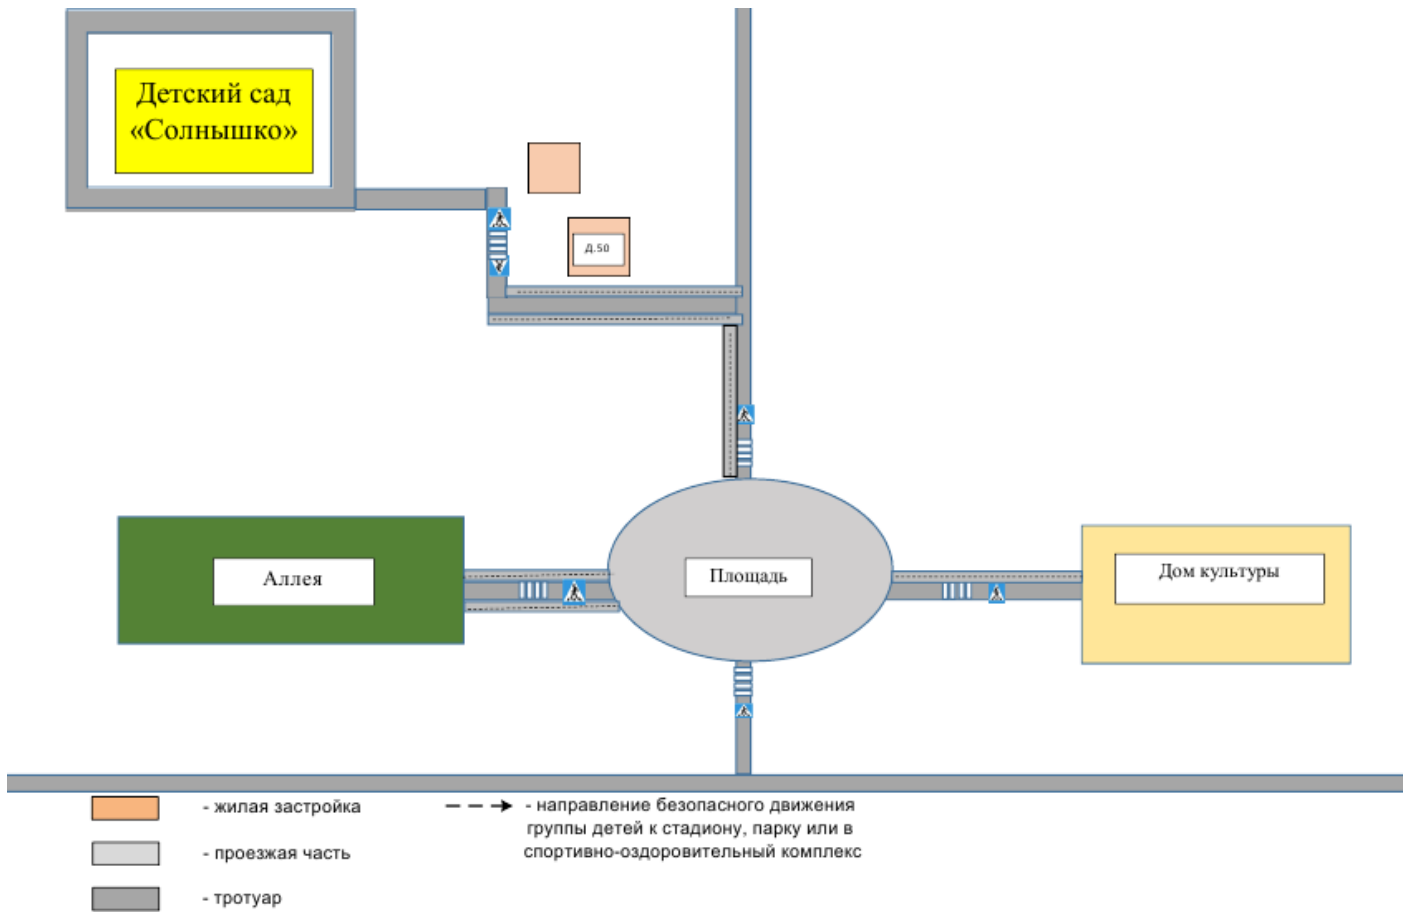 Детский сад
«Солнышко»
Д.50
Аллея
Площадь
Дом культуры
- жилая застройка
- проезжая часть
- тротуар
- направление безопасного движения
группы детей к стадиону, парку или в
спортивно-оздоровительный комплекс